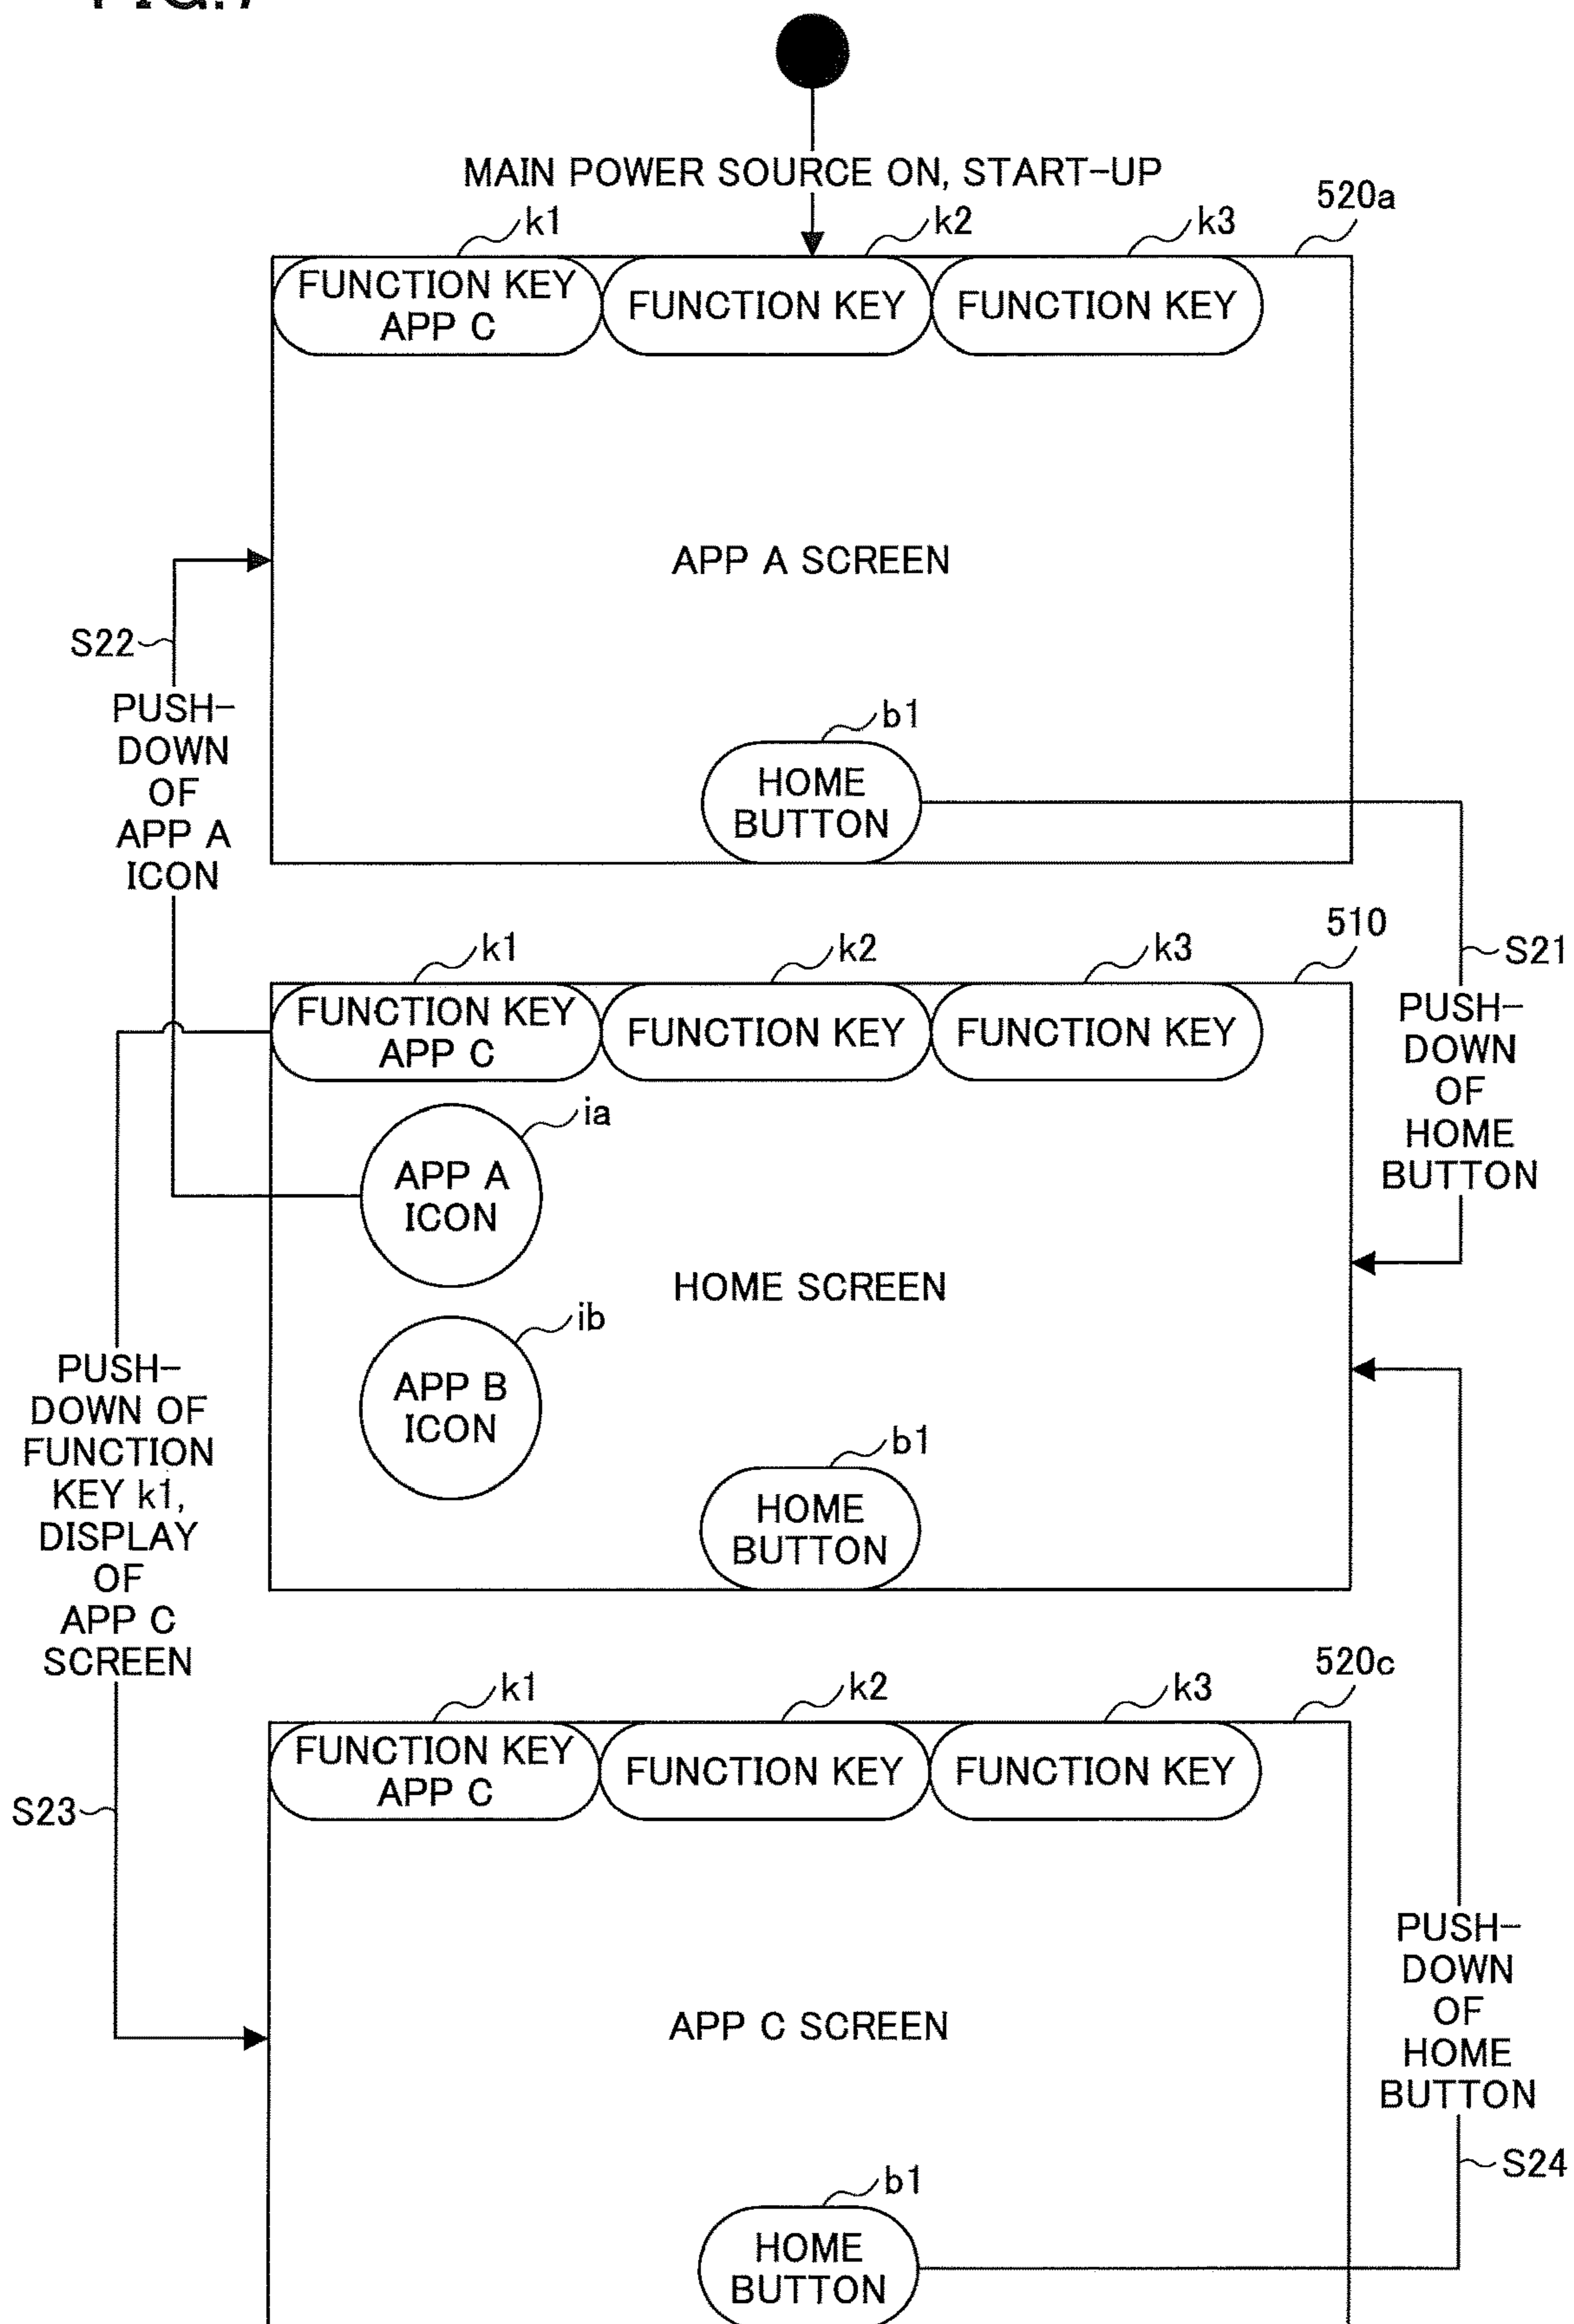 FIG.7
MAIN POWER SOURCE ON, START-UP
k1
k2
k3
520a
FUNCTION KEY
APP C
FUNCTION KEY
FUNCTION KEY
APP A SCREEN
S22
PUSH-
DOWN
OF
APP A
ICON
b1
HOME
BUTTON
S21
PUSH-
DOWN
OF
HOME
BUTTON
k1
k2
k3
510
FUNCTION KEY
APP C
FUNCTION KEY
FUNCTION KEY
ia
APP A
ICON
HOME SCREEN
ib
APP B
ICON
b1
HOME
BUTTON
PUSH-
DOWN OF
FUNCTION
KEY k1,
DISPLAY
OF
APP C
SCREEN
S23
k1
k2
k3
520c
FUNCTION KEY
APP C
FUNCTION KEY
FUNCTION KEY
APP C SCREEN
PUSH-
DOWN
OF
HOME
BUTTON
S24
b1
HOME
BUTTON